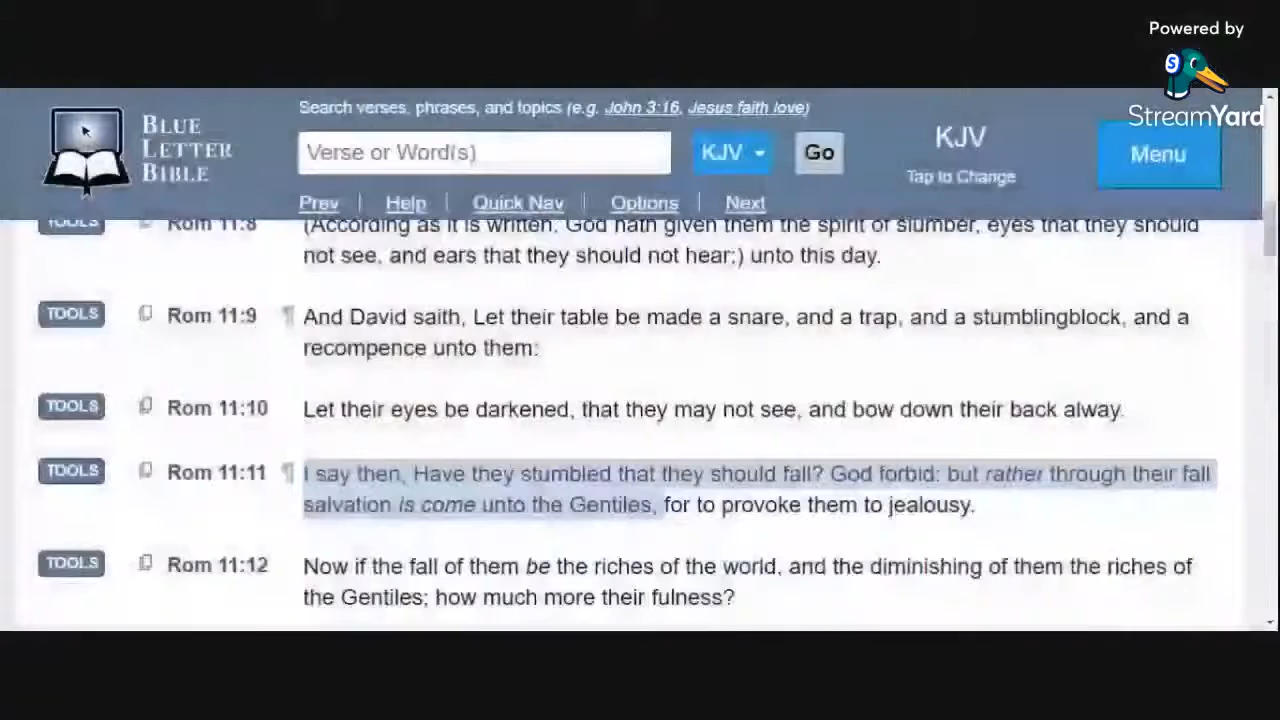 Powered by
StreamYard
Search verses, phrases, and topics (e.g. John 3:16, Jesus faith love)
BLUE
LETTER
BIBLE
Verse or Word(s)
KJV
Go
KJV
Tap to Change
Menu
Prev | Help | Quick Nav | Options | Next
TOOLS Rom 11:8 (According as it is written, God hath given them the spirit of slumber, eyes that they should
not see, and ears that they should not hear;) unto this day.
TOOLS Rom 11:9 ¶ And David saith, Let their table be made a snare, and a trap, and a stumblingblock, and a
recompence unto them:
TOOLS Rom 11:10 Let their eyes be darkened, that they may not see, and bow down their back alway.
TOOLS Rom 11:11 ¶ I say then, Have they stumbled that they should fall? God forbid: but rather through their fall
salvation is come unto the Gentiles, for to provoke them to jealousy.
TOOLS Rom 11:12 Now if the fall of them be the riches of the world, and the diminishing of them the riches of
the Gentiles; how much more their fulness?